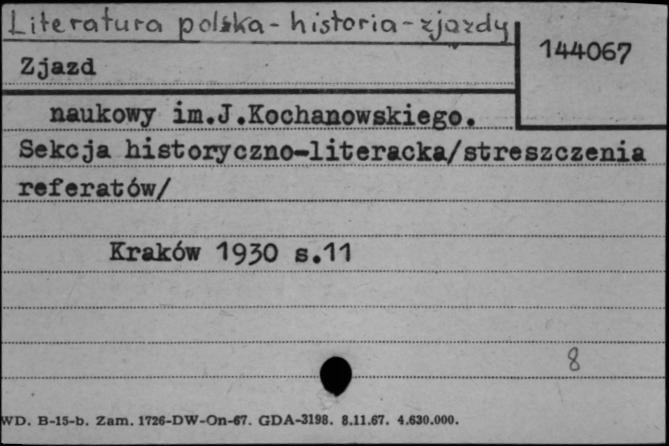 Literatura polska - historia - zjazdy
144067
Zjazd
naukowy im.J.Kochanowskiego.
Sekcja historyczno-literacka/streszczenia
referatów/
Kraków 1930 s.11
8
WD. B-15-b. Zam. 1726-DW-On-67. GDA-3198. 8.11.67. 4.630.000.